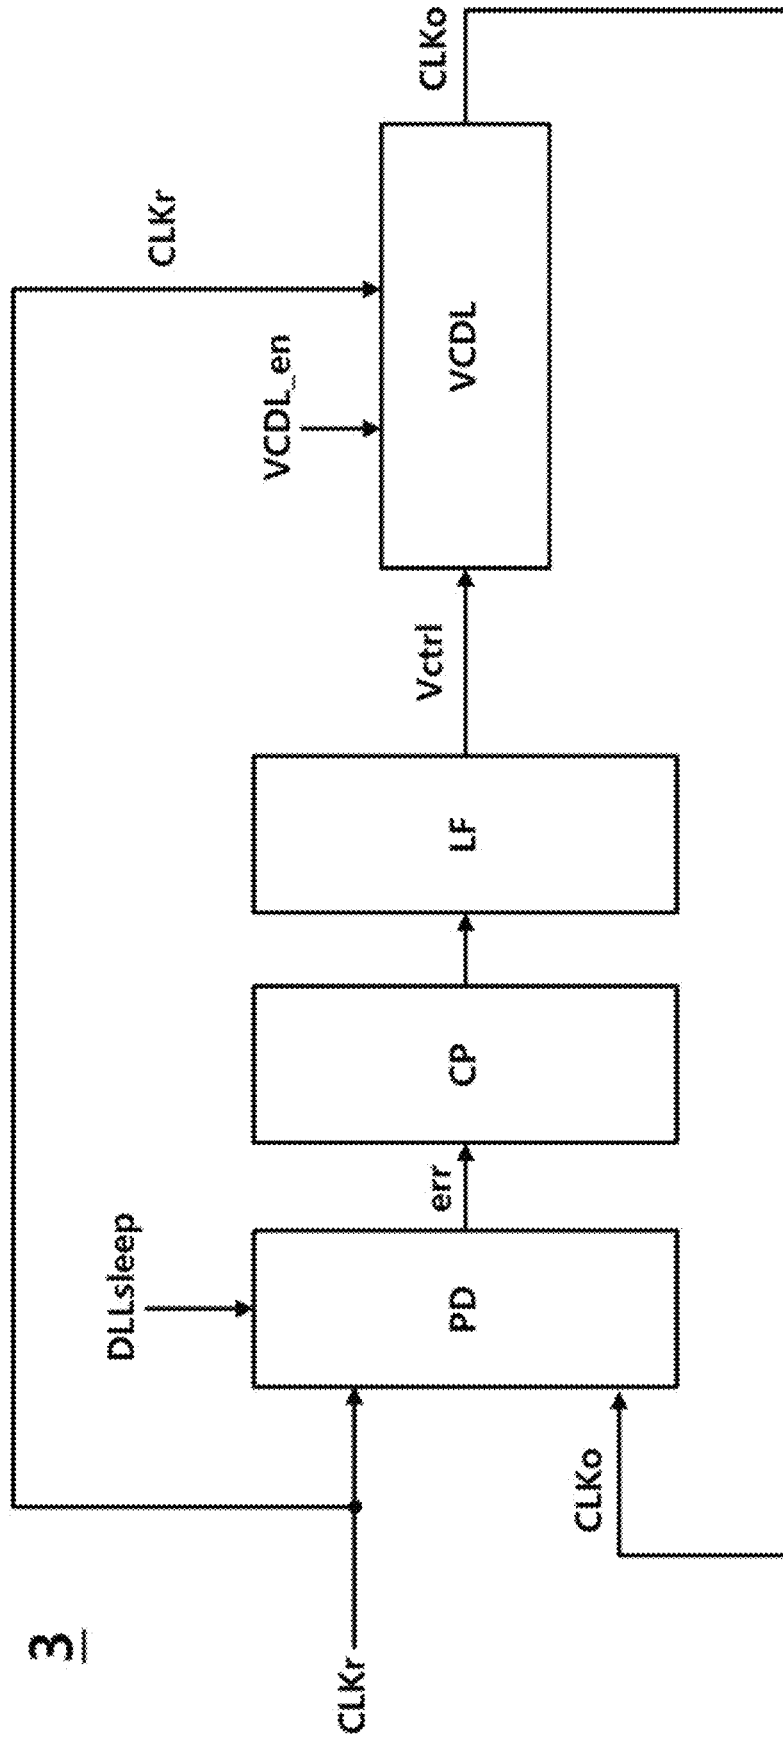 3
CLKr
CLKo
DLLsleep
PD
err
CP
LF
Vctrl
VCDL_en
VCDL
CLKr
CLKo